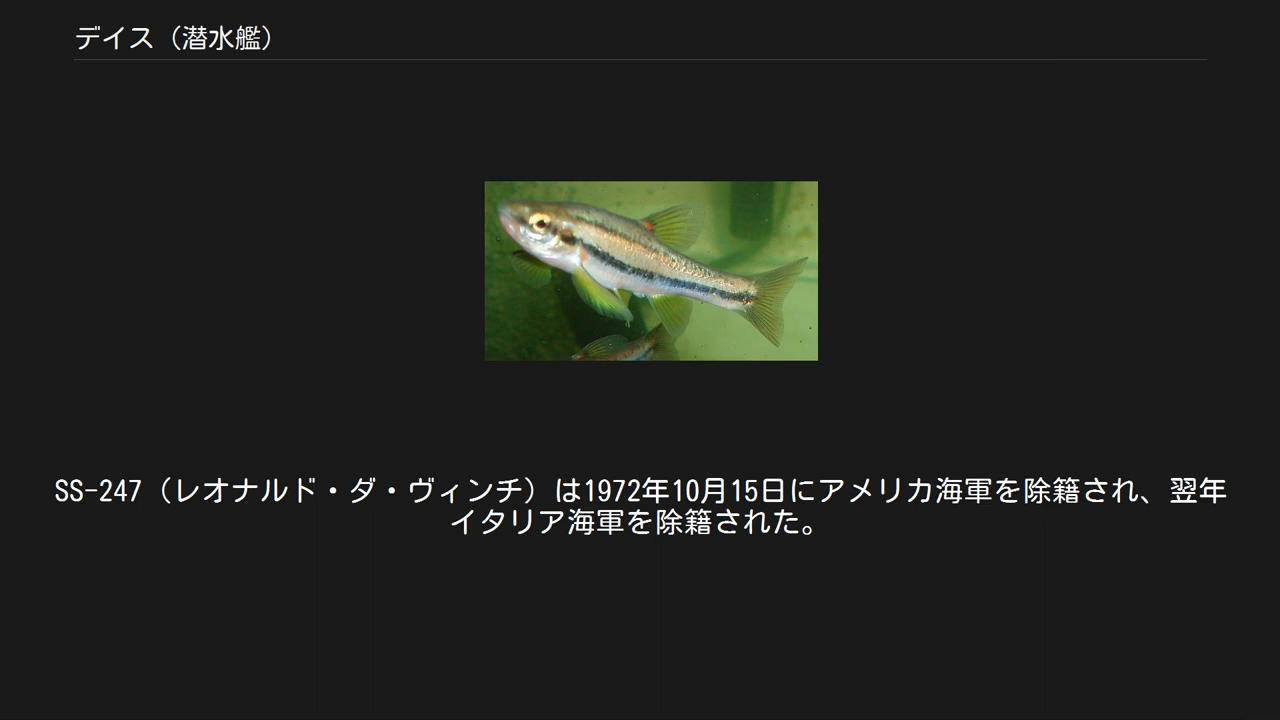 デイス（潜水艦）
SS-247（レオナルド・ダ・ヴィンチ）は1972年10月15日にアメリカ海軍を除籍され、翌年
イタリア海軍を除籍された。